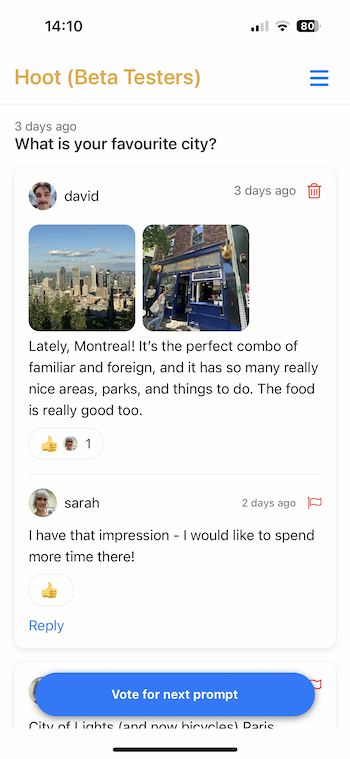 14:10
80
Hoot (Beta Testers)
3 days ago
What is your favourite city?
david
3 days ago
Lately, Montreal! It's the perfect combo of
familiar and foreign, and it has so many really
nice areas, parks, and things to do. The food
is really good too.
1
sarah
2 days ago
I have that impression - I would like to spend
more time there!
Reply
Vote for next prompt
City of Lights (and now bicycles) Paris